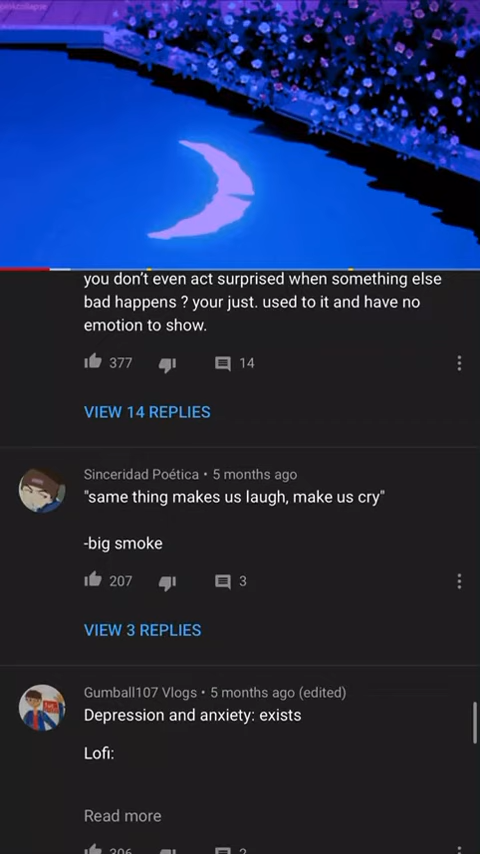 you don't even act surprised when something else
bad happens ? your just. used to it and have no
emotion to show.
377 14
VIEW 14 REPLIES
Sinceridad Poética • 5 months ago
"same thing makes us laugh, make us cry"
-big smoke
207 3
VIEW 3 REPLIES
Gumball107 Vlogs • 5 months ago (edited)
Depression and anxiety: exists
Lofi:
Read more
306 2